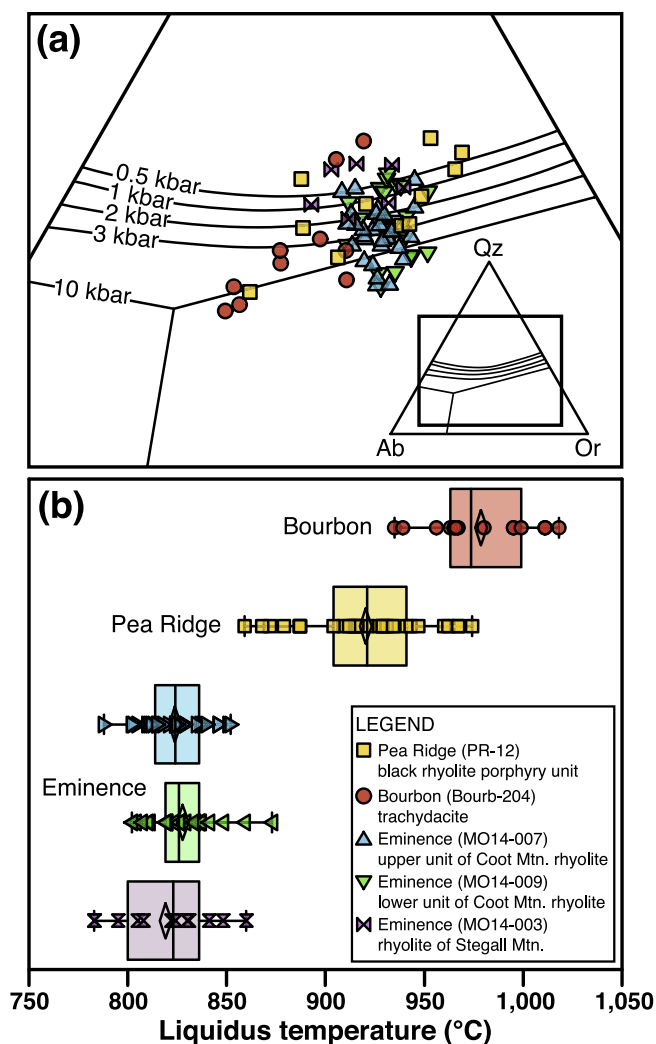 (a)
0.5 kbar
1 kbar
2 kbar
3 kbar
10 kbar
Qz
Ab
Or
(b)
Bourbon
Pea Ridge
Eminence
LEGEND
Pea Ridge (PR-12)
black rhyolite porphyry unit
Bourbon (Bourb-204)
trachydacite
Eminence (MO14-007)
upper unit of Coot Mtn. rhyolite
Eminence (MO14-009)
lower unit of Coot Mtn. rhyolite
Eminence (MO14-003)
rhyolite of Stegall Mtn.
750 800 850 900 950 1,000 1,050
Liquidus temperature (°C)